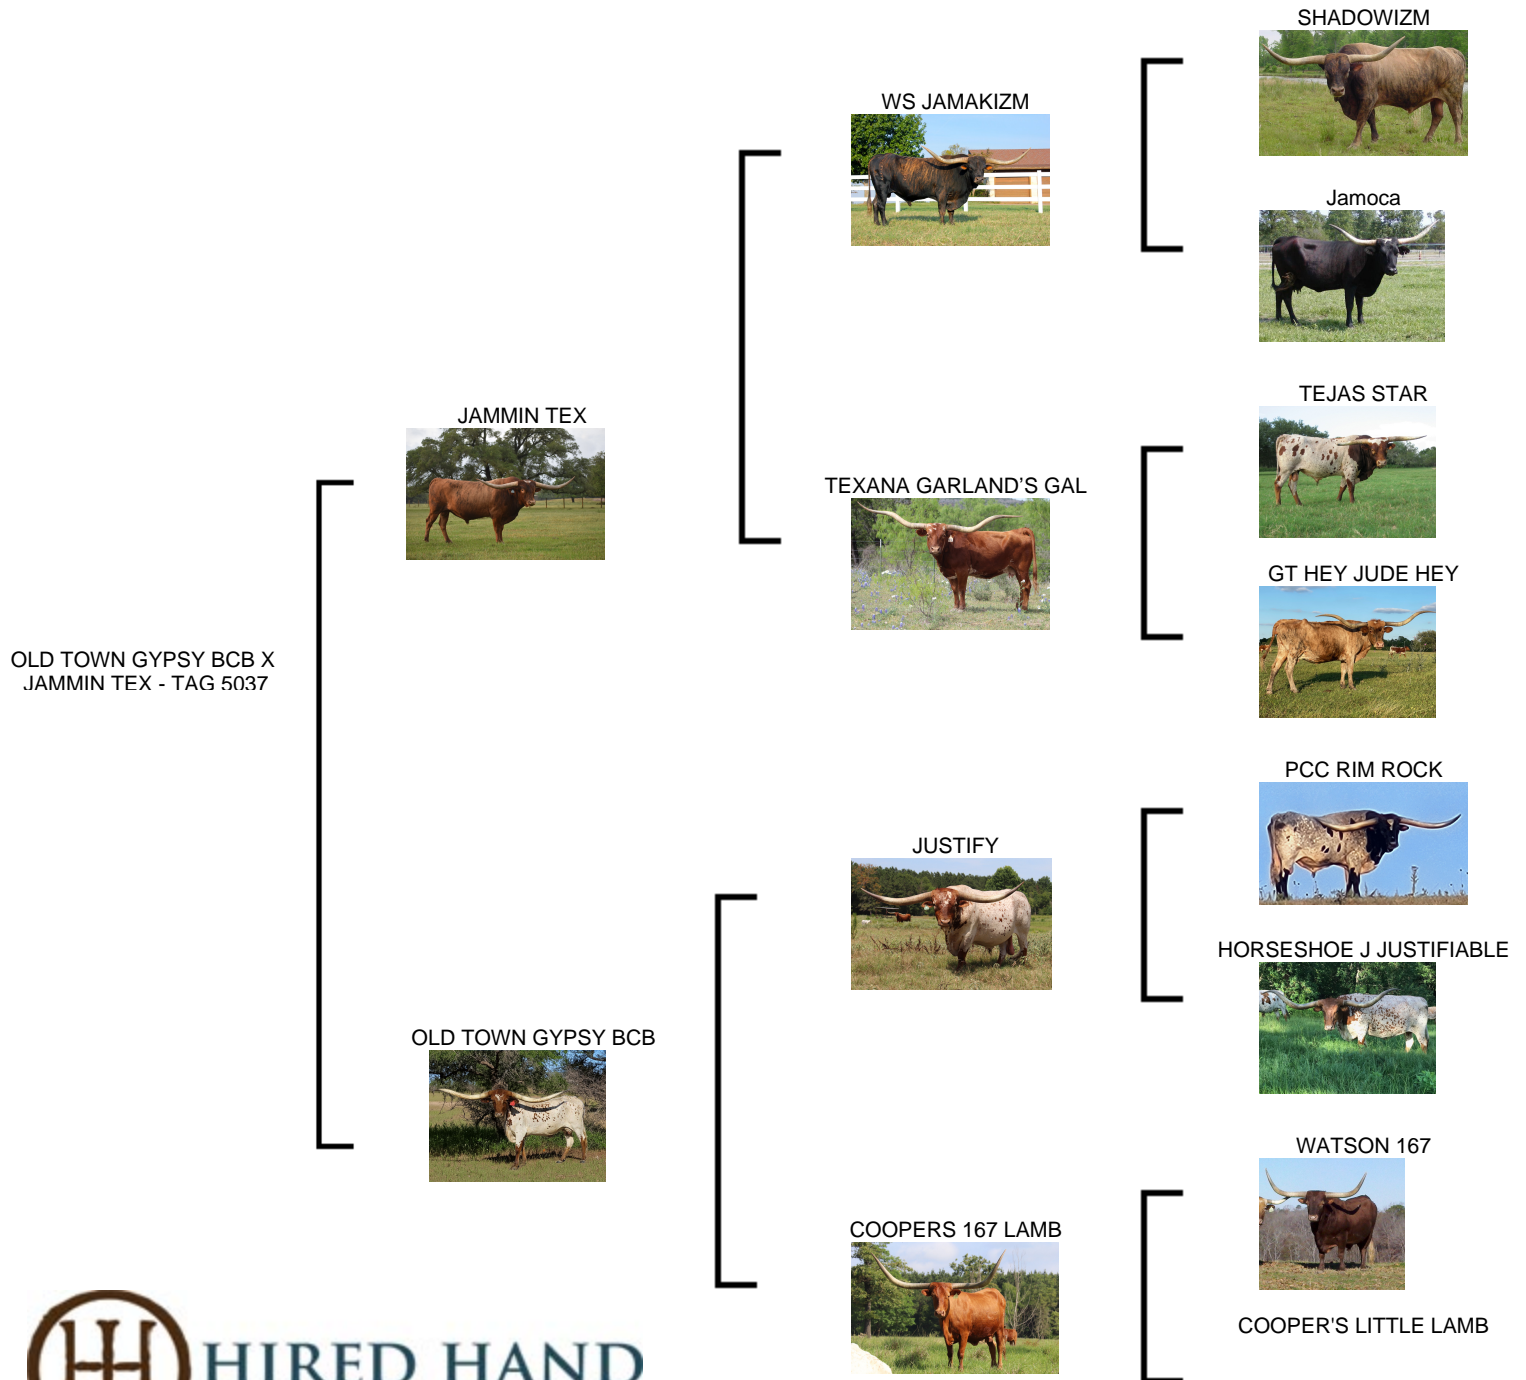 SHADOWIZM
WS JAMAKIZM
Jamoca
TEJAS STAR
JAMMIN TEX
TEXANA GARLAND'S GAL
GT HEY JUDE HEY
OLD TOWN GYPSY BCB X
JAMMIN TEX - TAG 5037
PCC RIM ROCK
JUSTIFY
HORSESHOE J JUSTIFIABLE
OLD TOWN GYPSY BCB
WATSON 167
COOPERS 167 LAMB
COOPER'S LITTLE LAMB
HIRED HAND